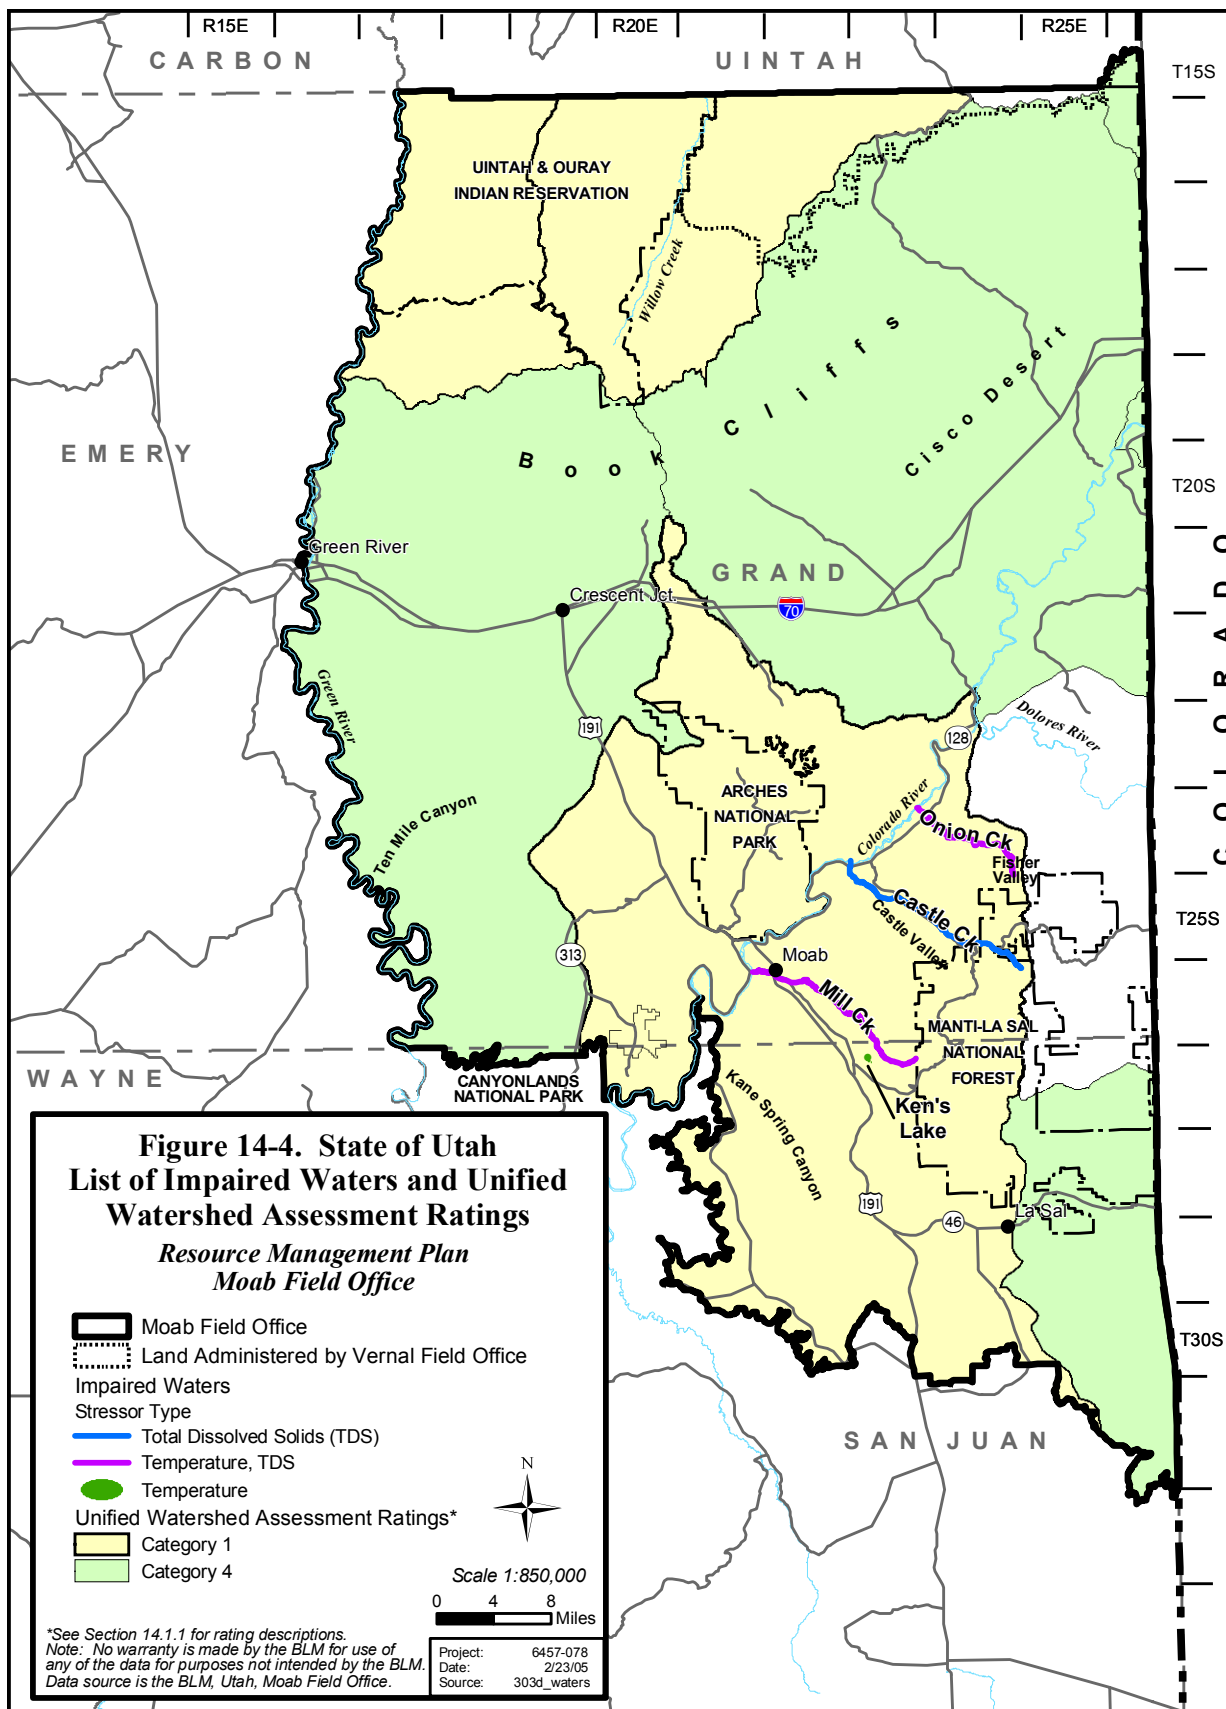 R15E
R20E
R25E
CARBON
UINTAH
T15S
UINTAH & OURAY
INDIAN RESERVATION
Willow Creek
Book Cliffs
Cisco Desert
EMERY
T20S
Green River
GRAND
COLORADO
Crescent Jct.
70
Green River
191
Dolores River
128
ARCHES
NATIONAL
PARK
Colorado River
Onion Ck
Ten Mile Canyon
Fisher
Valley
Castle Ck
Castle Valley
T25S
313
Moab
Mill Ck
MANTI-LA SAL
NATIONAL
FOREST
WAYNE
CANYONLANDS
NATIONAL PARK
Kane Spring Canyon
Ken's
Lake
191
46
La Sal
T30S
SAN JUAN
Figure 14-4. State of Utah
List of Impaired Waters and Unified
Watershed Assessment Ratings
Resource Management Plan
Moab Field Office
Moab Field Office
Land Administered by Vernal Field Office
Impaired Waters
Stressor Type
Total Dissolved Solids (TDS)
Temperature, TDS
Temperature
N
Unified Watershed Assessment Ratings*
Category 1
Category 4
Scale 1:850,000
0 4 8
Miles
*See Section 14.1.1 for rating descriptions.
Note: No warranty is made by the BLM for use of
any of the data for purposes not intended by the BLM.
Data source is the BLM, Utah, Moab Field Office.
Project: 6457-078
Date: 2/23/05
Source: 303d_waters